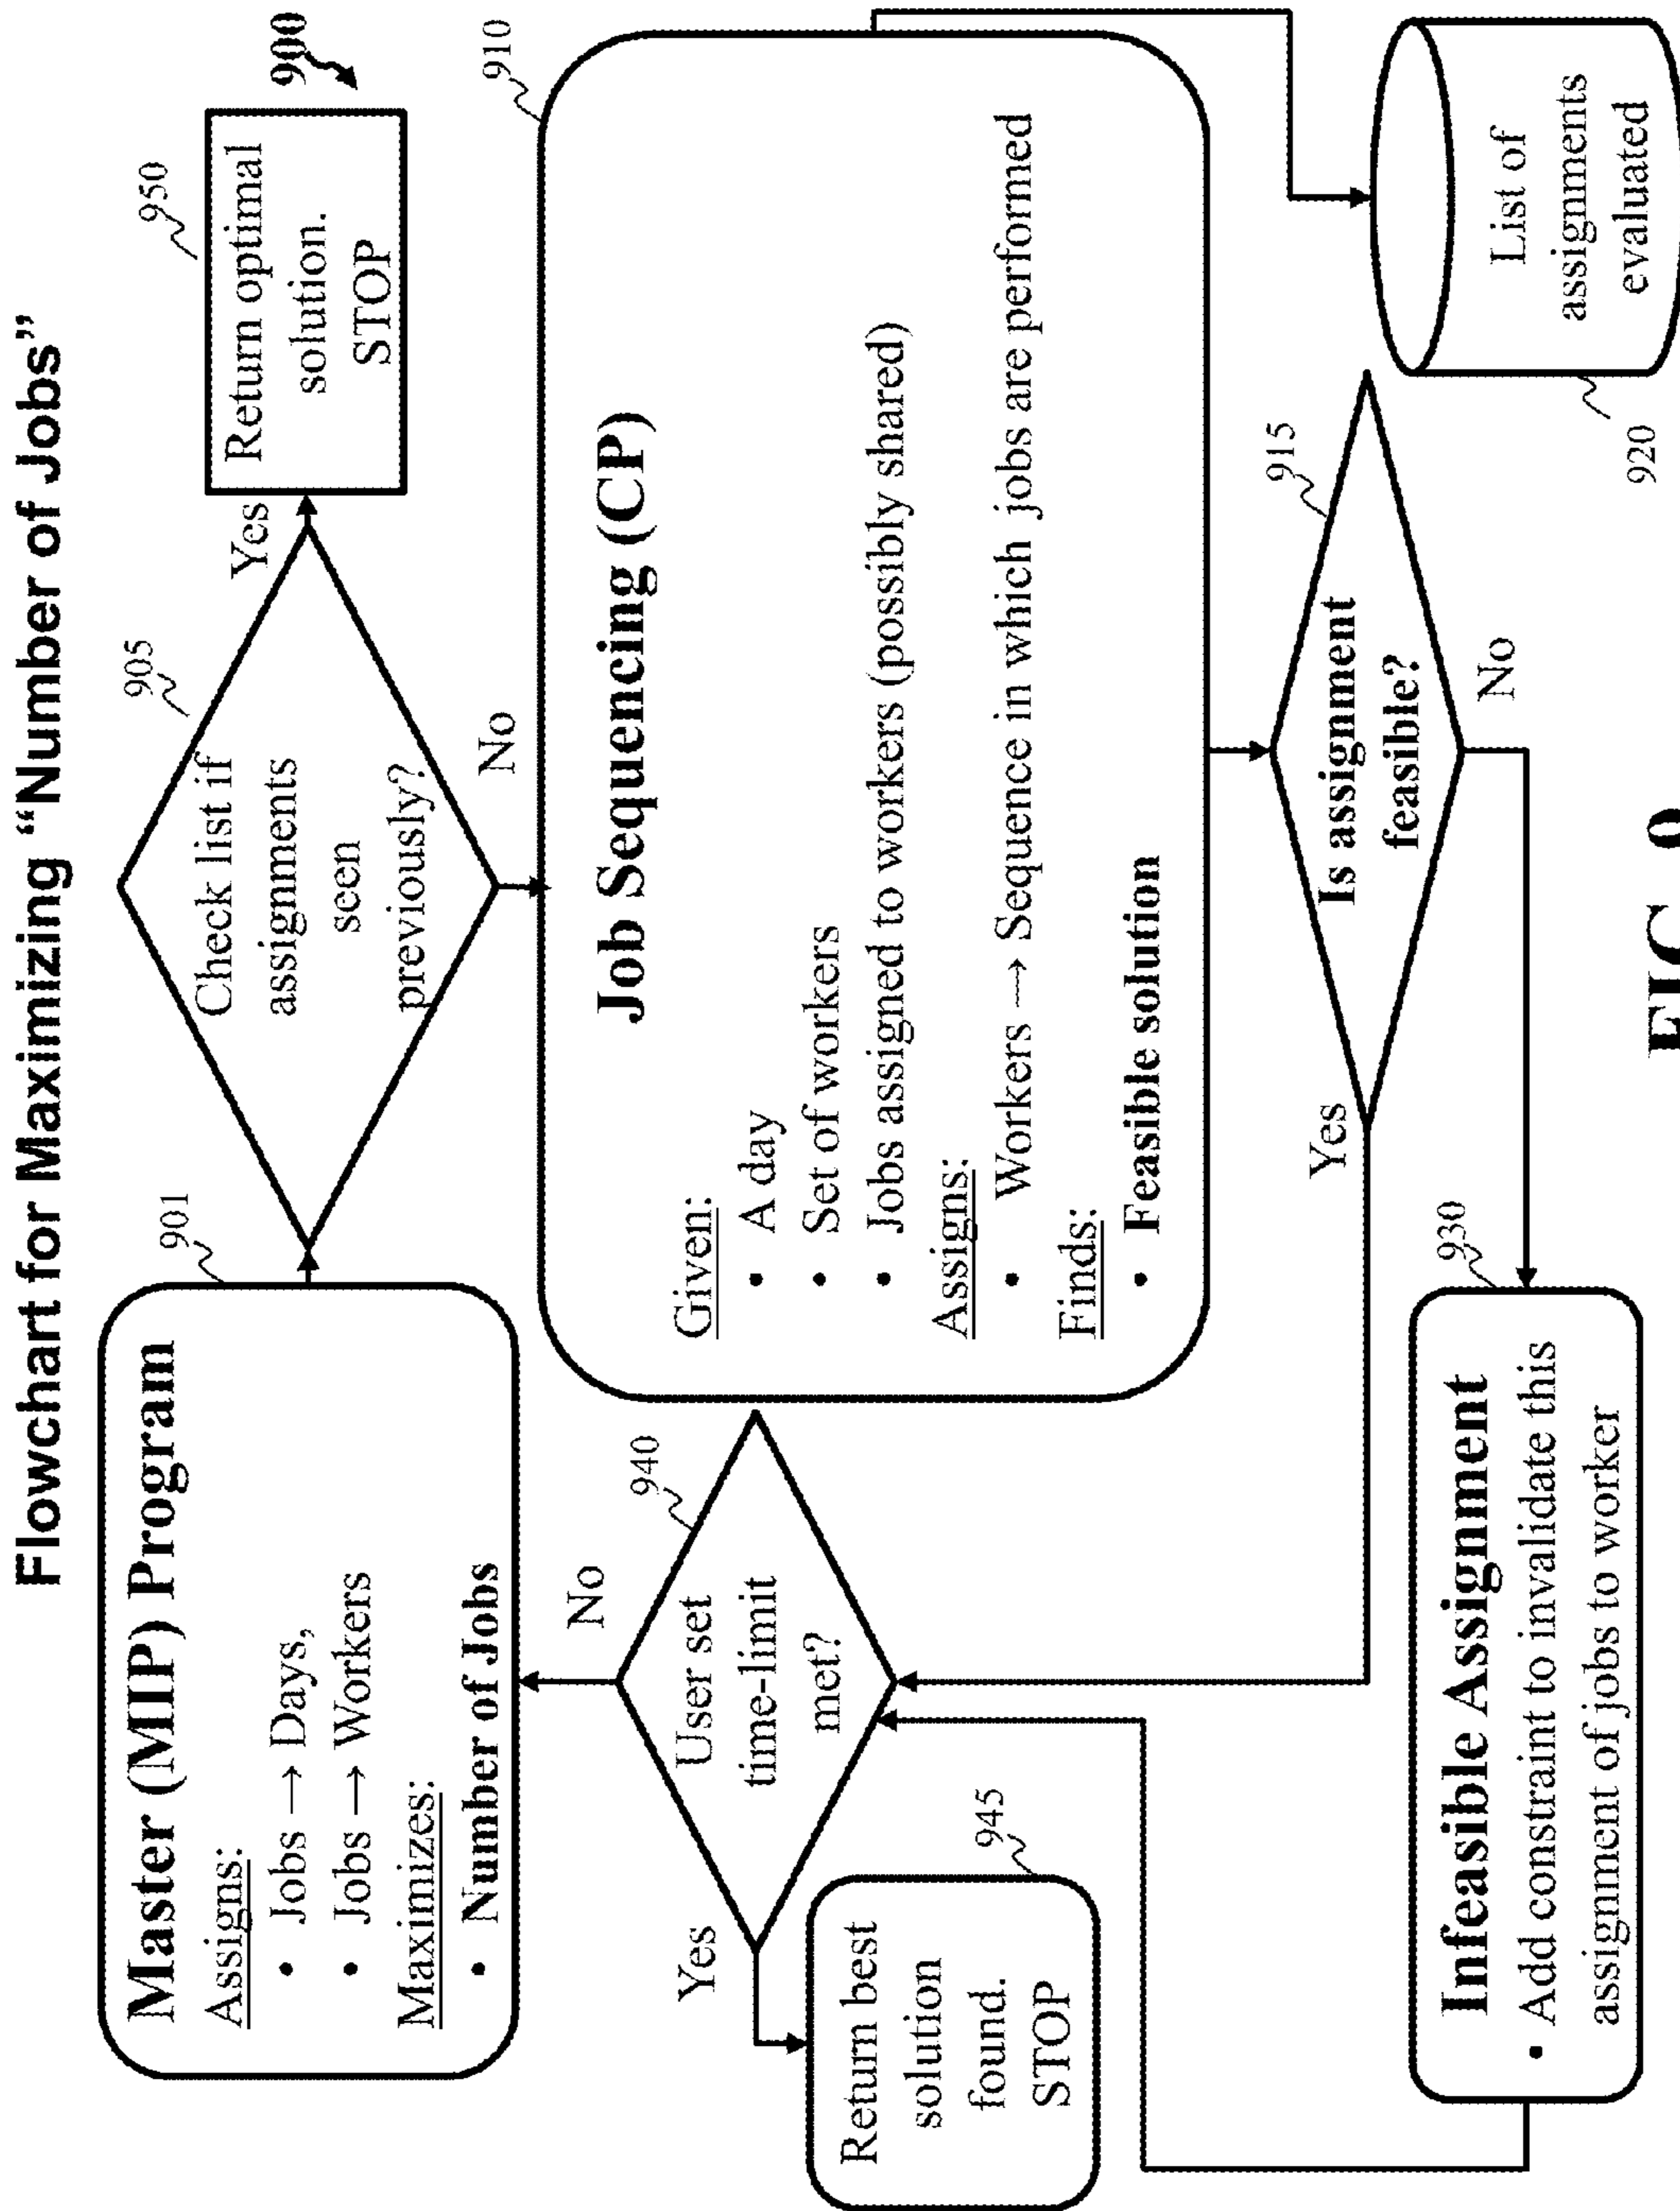 Flowchart for Maximizing “Number of Jobs”
900
901
Master (MIP) Program
Assigns:
• Jobs → Days,
• Jobs → Workers
Maximizes:
• Number of Jobs
905
Check list if
assignments
seen
previously?
Yes
No
950
Return optimal
solution.
STOP
910
Job Sequencing (CP)
Given:
• A day
• Set of workers
• Jobs assigned to workers (possibly shared)
Assigns:
• Workers → Sequence in which jobs are performed
Finds:
• Feasible solution
940
User set
time-limit
met?
No
Yes
945
Return best
solution
found.
STOP
915
Is assignment
feasible?
Yes
No
920
List of
assignments
evaluated
930
Infeasible Assignment
• Add constraint to invalidate this
assignment of jobs to worker
FIG. 9